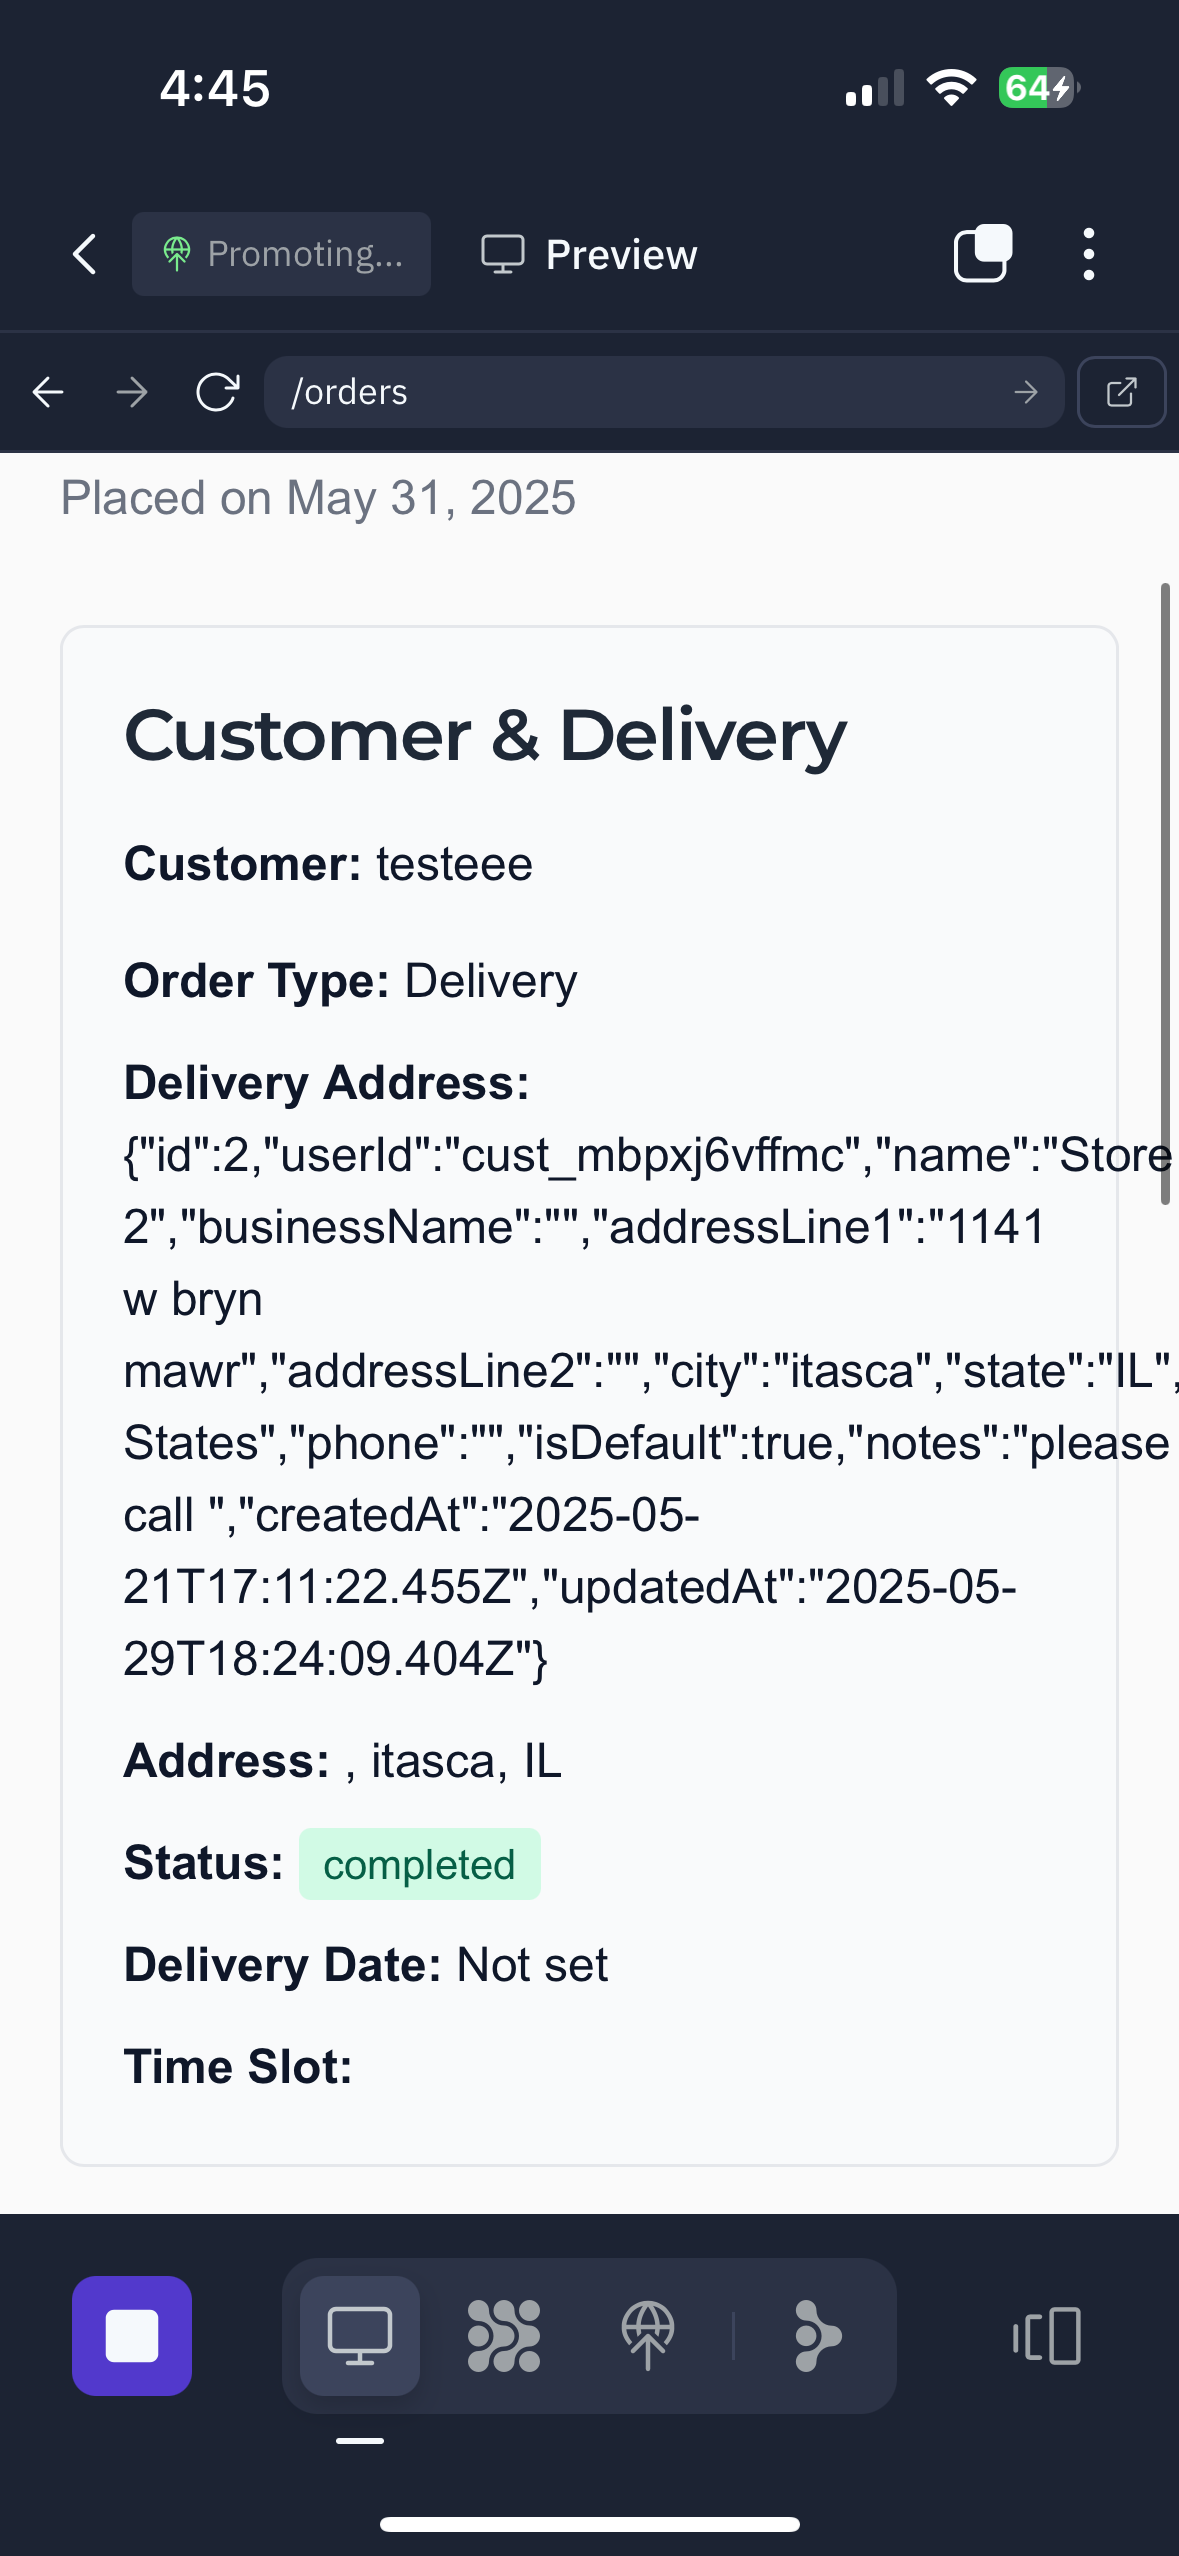 4:45
64
Promoting...
Preview
/orders
Placed on May 31, 2025
Customer & Delivery
Customer: testeee
Order Type: Delivery
Delivery Address:
{"id":2,"userId":"cust_mbpxj6vffmc","name":"Store
2","businessName":"","addressLine1":"1141
w bryn
mawr","addressLine2":"","city":"itasca","state":"IL",
States","phone":"","isDefault":true,"notes":"please
call ","createdAt":"2025-05-
21T17:11:22.455Z","updatedAt":"2025-05-
29T18:24:09.404Z"}
Address: , itasca, IL
Status: completed
Delivery Date: Not set
Time Slot: